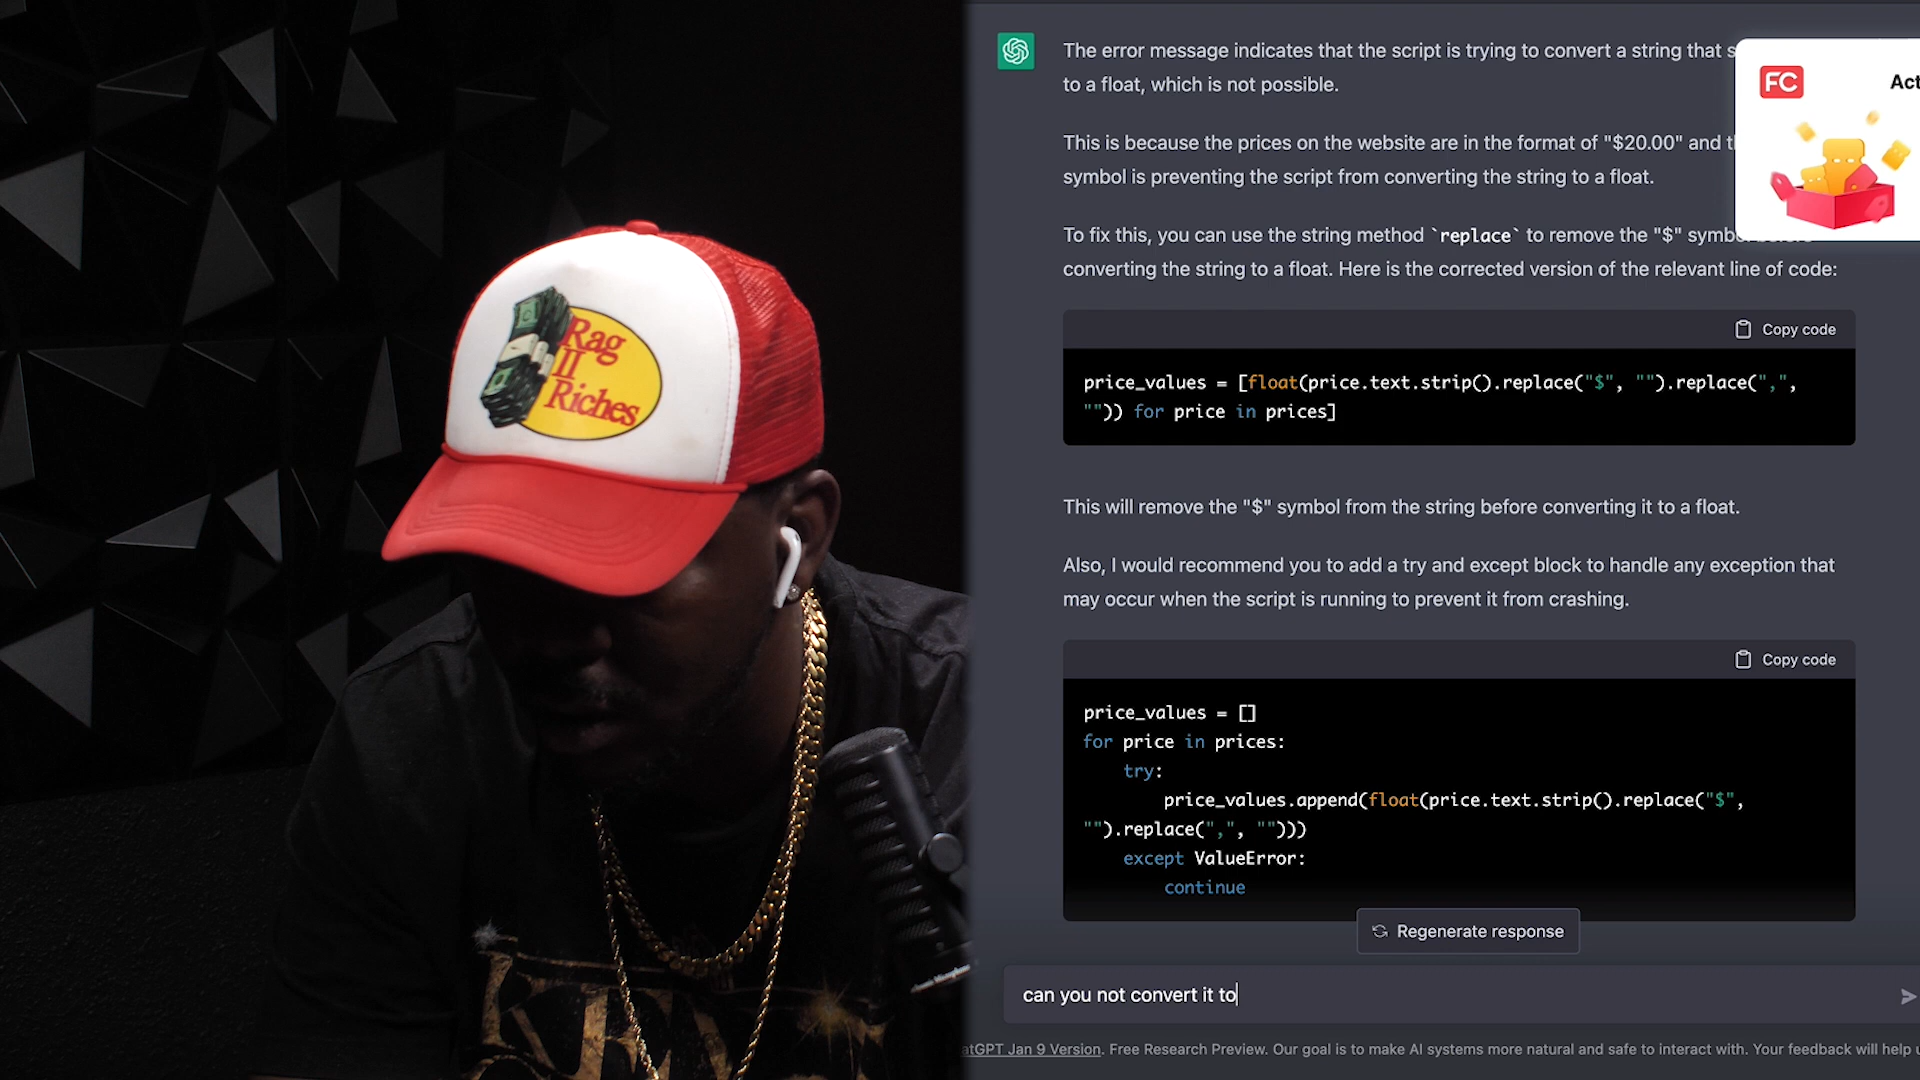 Rag
II
Riches
The error message indicates that the script is trying to convert a string that s
to a float, which is not possible.
FC
Act
This is because the prices on the website are in the format of "$20.00" and t
symbol is preventing the script from converting the string to a float.
To fix this, you can use the string method `replace` to remove the "$" symbol before
converting the string to a float. Here is the corrected version of the relevant line of code:
Copy code
price_values = [float(price.text.strip().replace("$", "").replace(",",
"")) for price in prices]
This will remove the "$" symbol from the string before converting it to a float.
Also, I would recommend you to add a try and except block to handle any exception that
may occur when the script is running to prevent it from crashing.
Copy code
price_values = []
for price in prices:
try:
price_values.append(float(price.text.strip().replace("$",
"").replace(",", "")))
except ValueError:
continue
Regenerate response
can you not convert it to
atGPT Jan 9 Version. Free Research Preview. Our goal is to make AI systems more natural and safe to interact with. Your feedback will help u